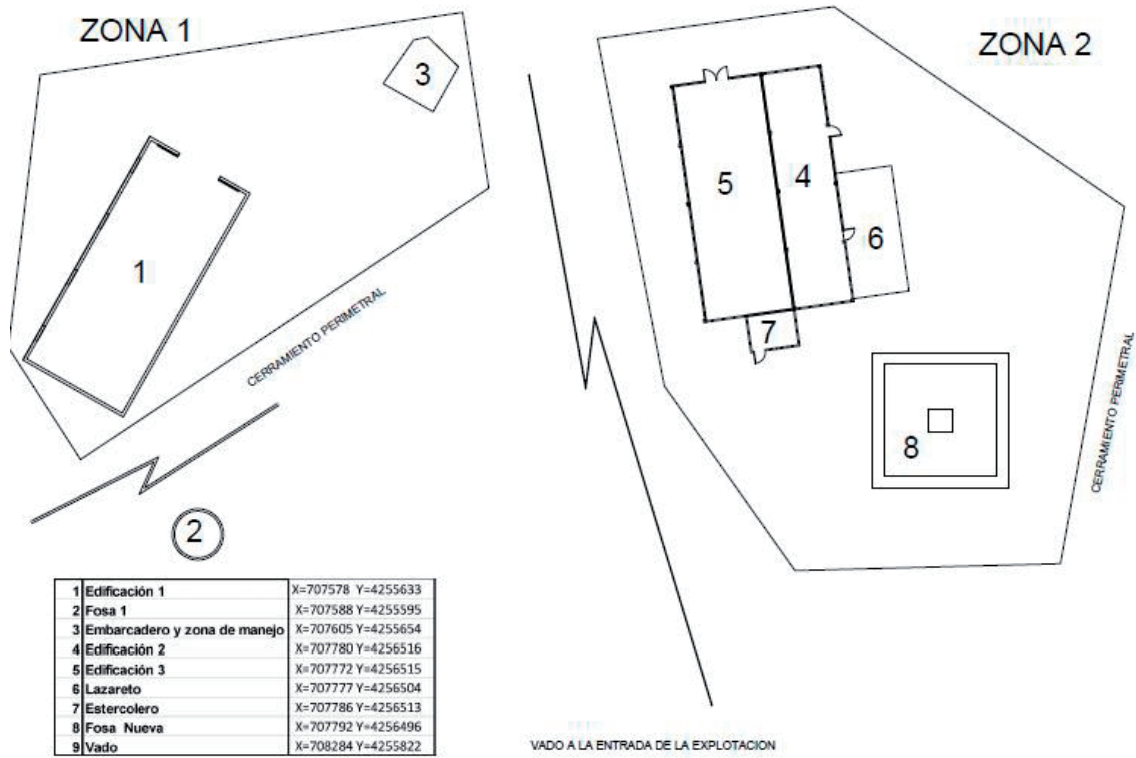 ZONA 1
3
1
CERRAMIENTO PERIMETRAL
2
1 Edificación 1 X=707578 Y=4255633
2 Fosa 1 X=707588 Y=4255595
3 Embarcadero y zona de manejo X=707605 Y=4255654
4 Edificación 2 X=707780 Y=4256516
5 Edificación 3 X=707772 Y=4256515
6 Lazareto X=707777 Y=4256504
7 Estercolero X=707786 Y=4256513
8 Fosa Nueva X=707792 Y=4256496
9 Vado X=708284 Y=4255822
ZONA 2
5
4
6
7
8
CERRAMIENTO PERIMETRAL
VADO A LA ENTRADA DE LA EXPLOTACION